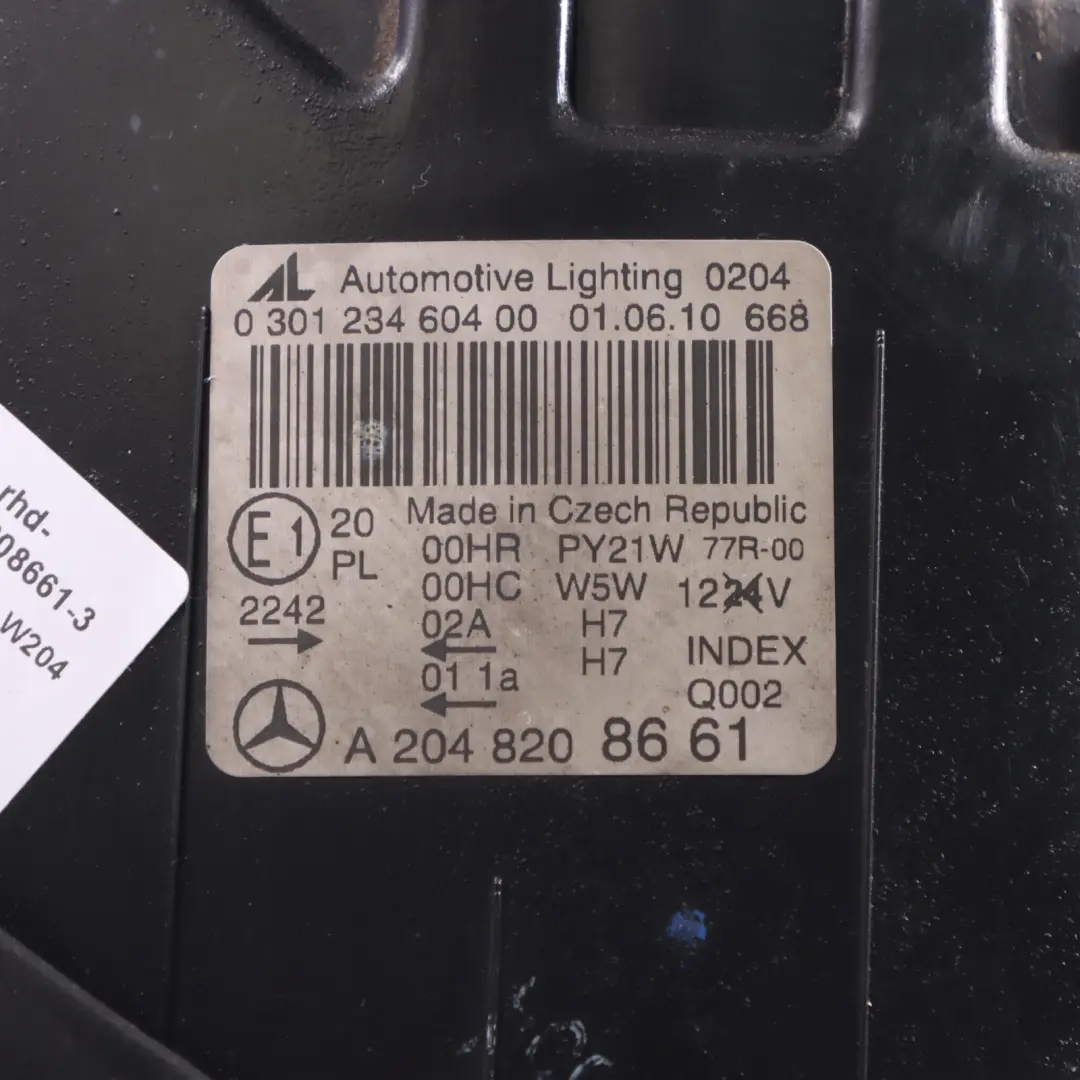 AL Automotive Lighting 0204
0 301 234 604 00 01.06.10 668
E1 20 PL Made in Czech Republic
00HR PY21W 77R-00
00HC W5W 1224V
2242 02A H7
01 1a H7 INDEX
Q002
A 204 820 8661
rhd-
08661-3
W204